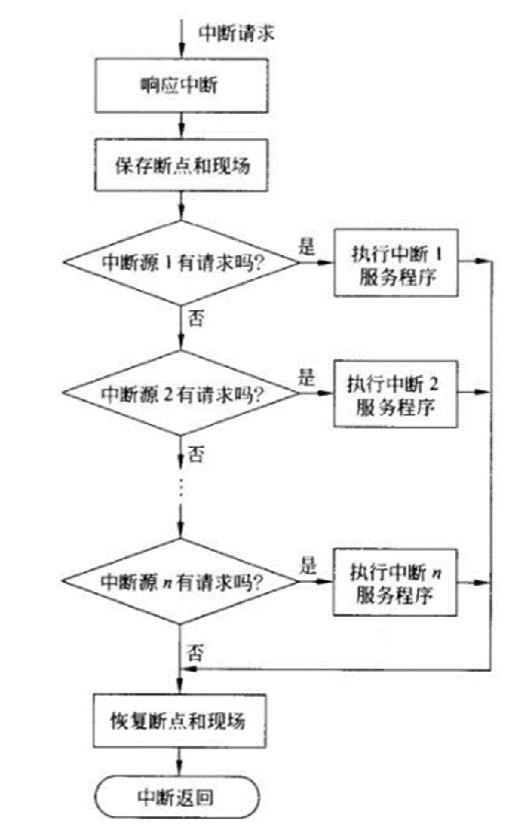 中断请求
响应中断
保存断点和现场
中断源1有请求吗?
是
执行中断1
服务程序
否
中断源2有请求吗?
是
执行中断2
服务程序
否
⋮
中断源n有请求吗?
是
执行中断n
服务程序
否
恢复断点和现场
中断返回